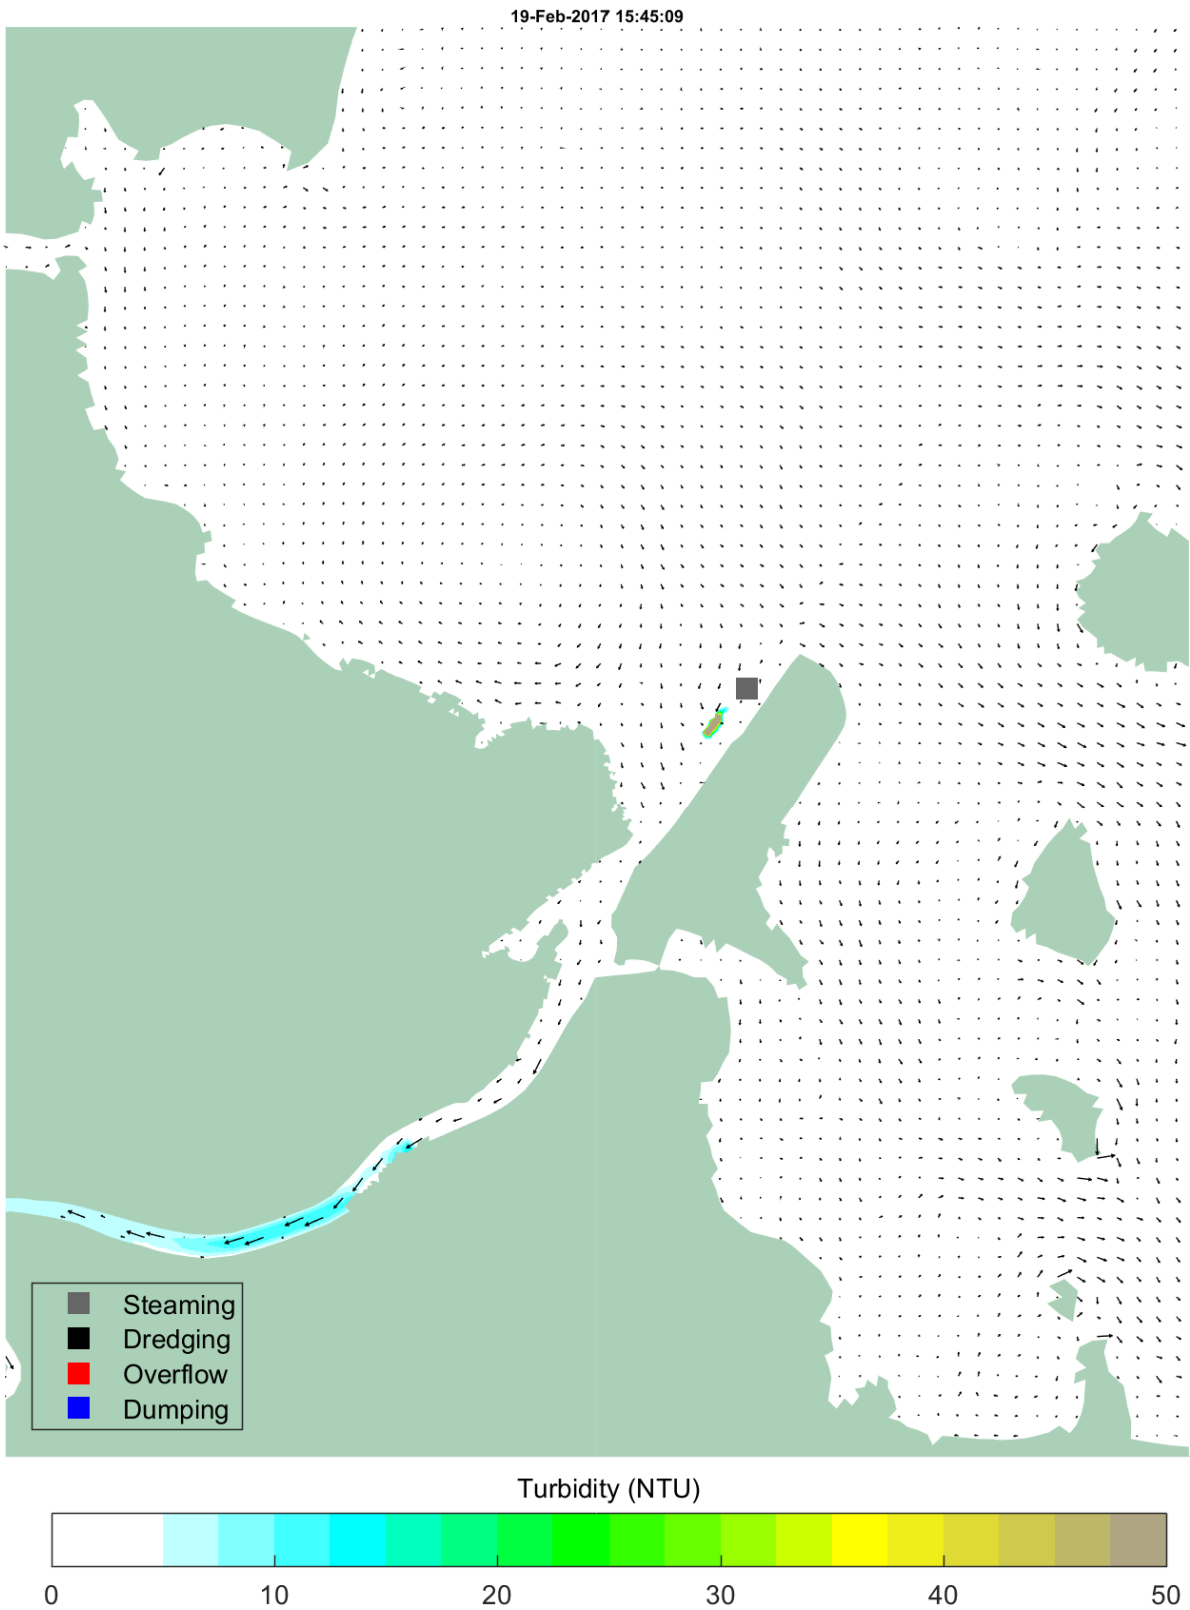 19-Feb-2017 15:45:09
Steaming
Dredging
Overflow
Dumping
Turbidity (NTU)
0 10 20 30 40 50